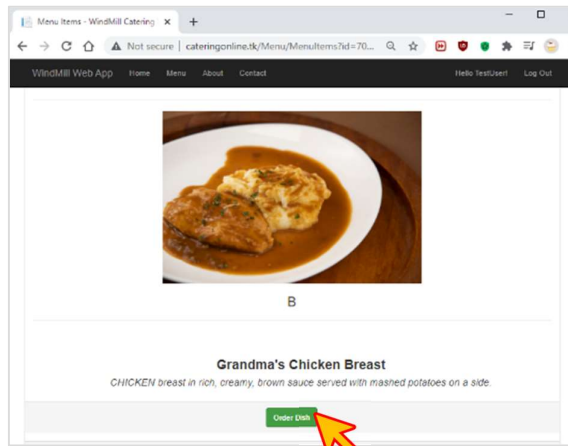 Menu Items - WindMill Catering
Not secure | cateringonline.tk/Menu/MenuItems?id=70...
WindMill Web App Home Menu About Contact Hello TestUser! Log Out
B
Grandma's Chicken Breast
CHICKEN breast in rich, creamy, brown sauce served with mashed potatoes on a side.
Order Dish